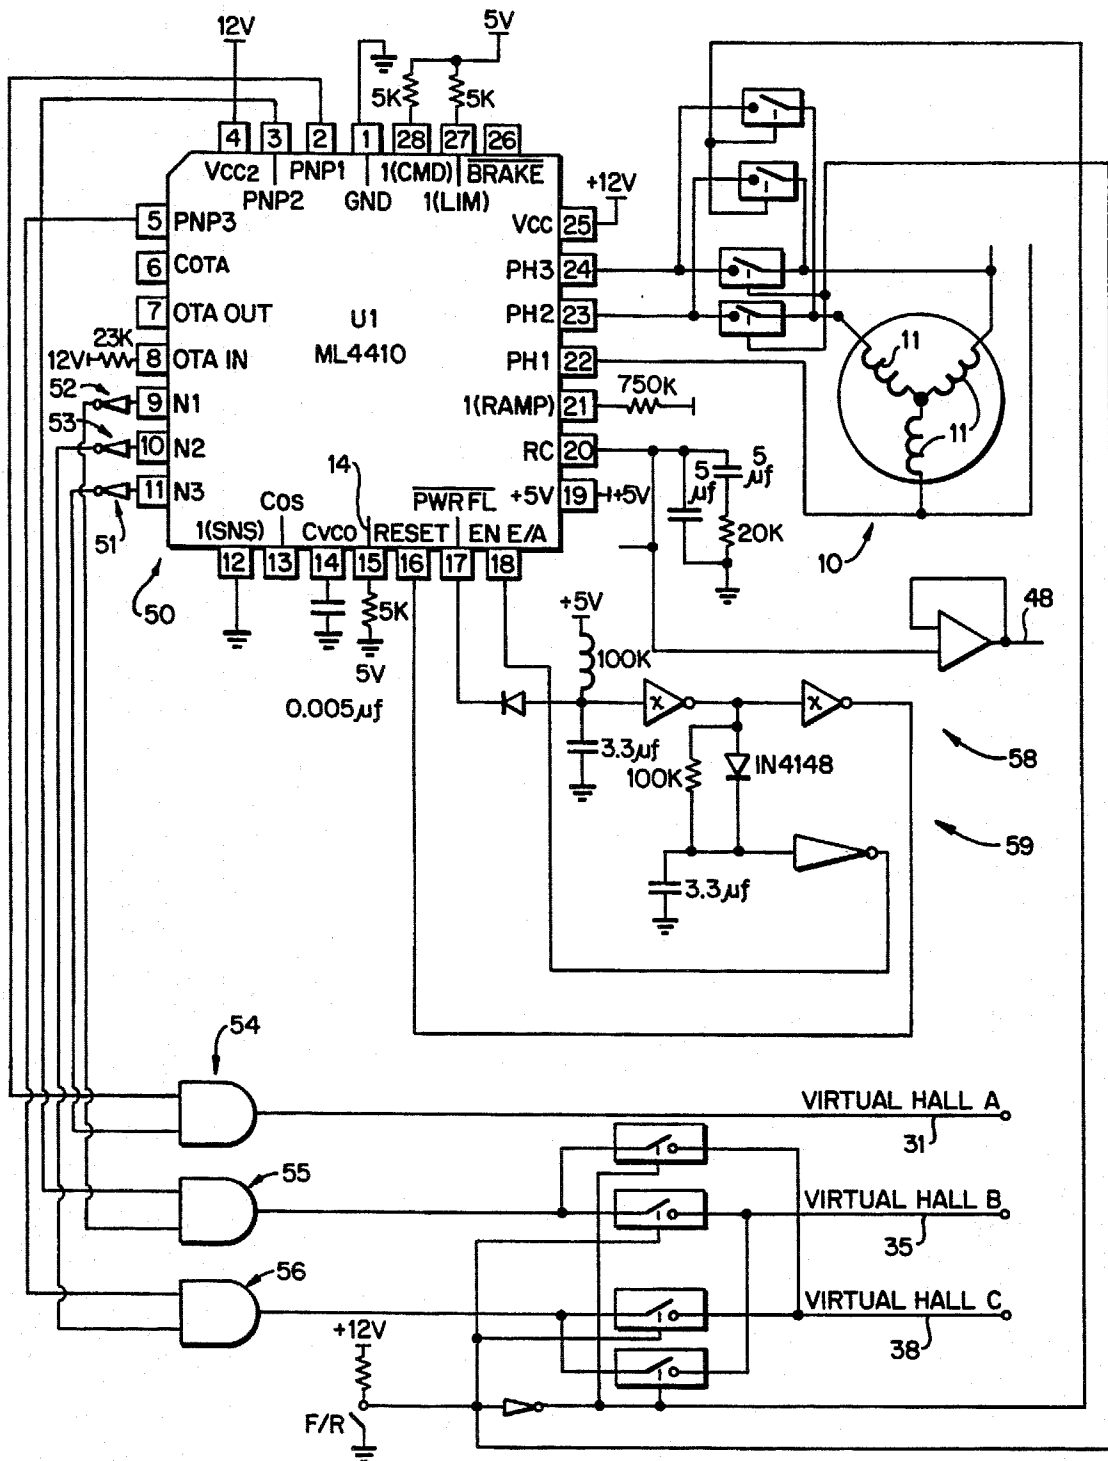 12V
5V
5K
5K
4
3
2
1
28
27
26
VCC2
PNP1
1(CMD)
BRAKE
PNP2
GND
1(LIM)
+12V
5
PNP3
VCC
25
6
COTA
PH3
24
7
OTA OUT
U1
PH2
23
23K
12V
8
OTA IN
ML4410
PH1
22
11
52
9
N1
750K
1(RAMP)
21
53
10
N2
RC
20
11
5
µf
5
µf
11
N3
14
PWR FL
+5V
19
+5V
51
COS
1(SNS)
CVCO
RESET
EN E/A
20K
10
12
13
14
15
16
17
18
50
5K
+5V
48
5V
100K
0.005µf
X
X
3.3µf
58
100K
IN4148
59
3.3µf
54
VIRTUAL HALL A
31
55
VIRTUAL HALL B
35
56
VIRTUAL HALL C
+12V
38
F/R